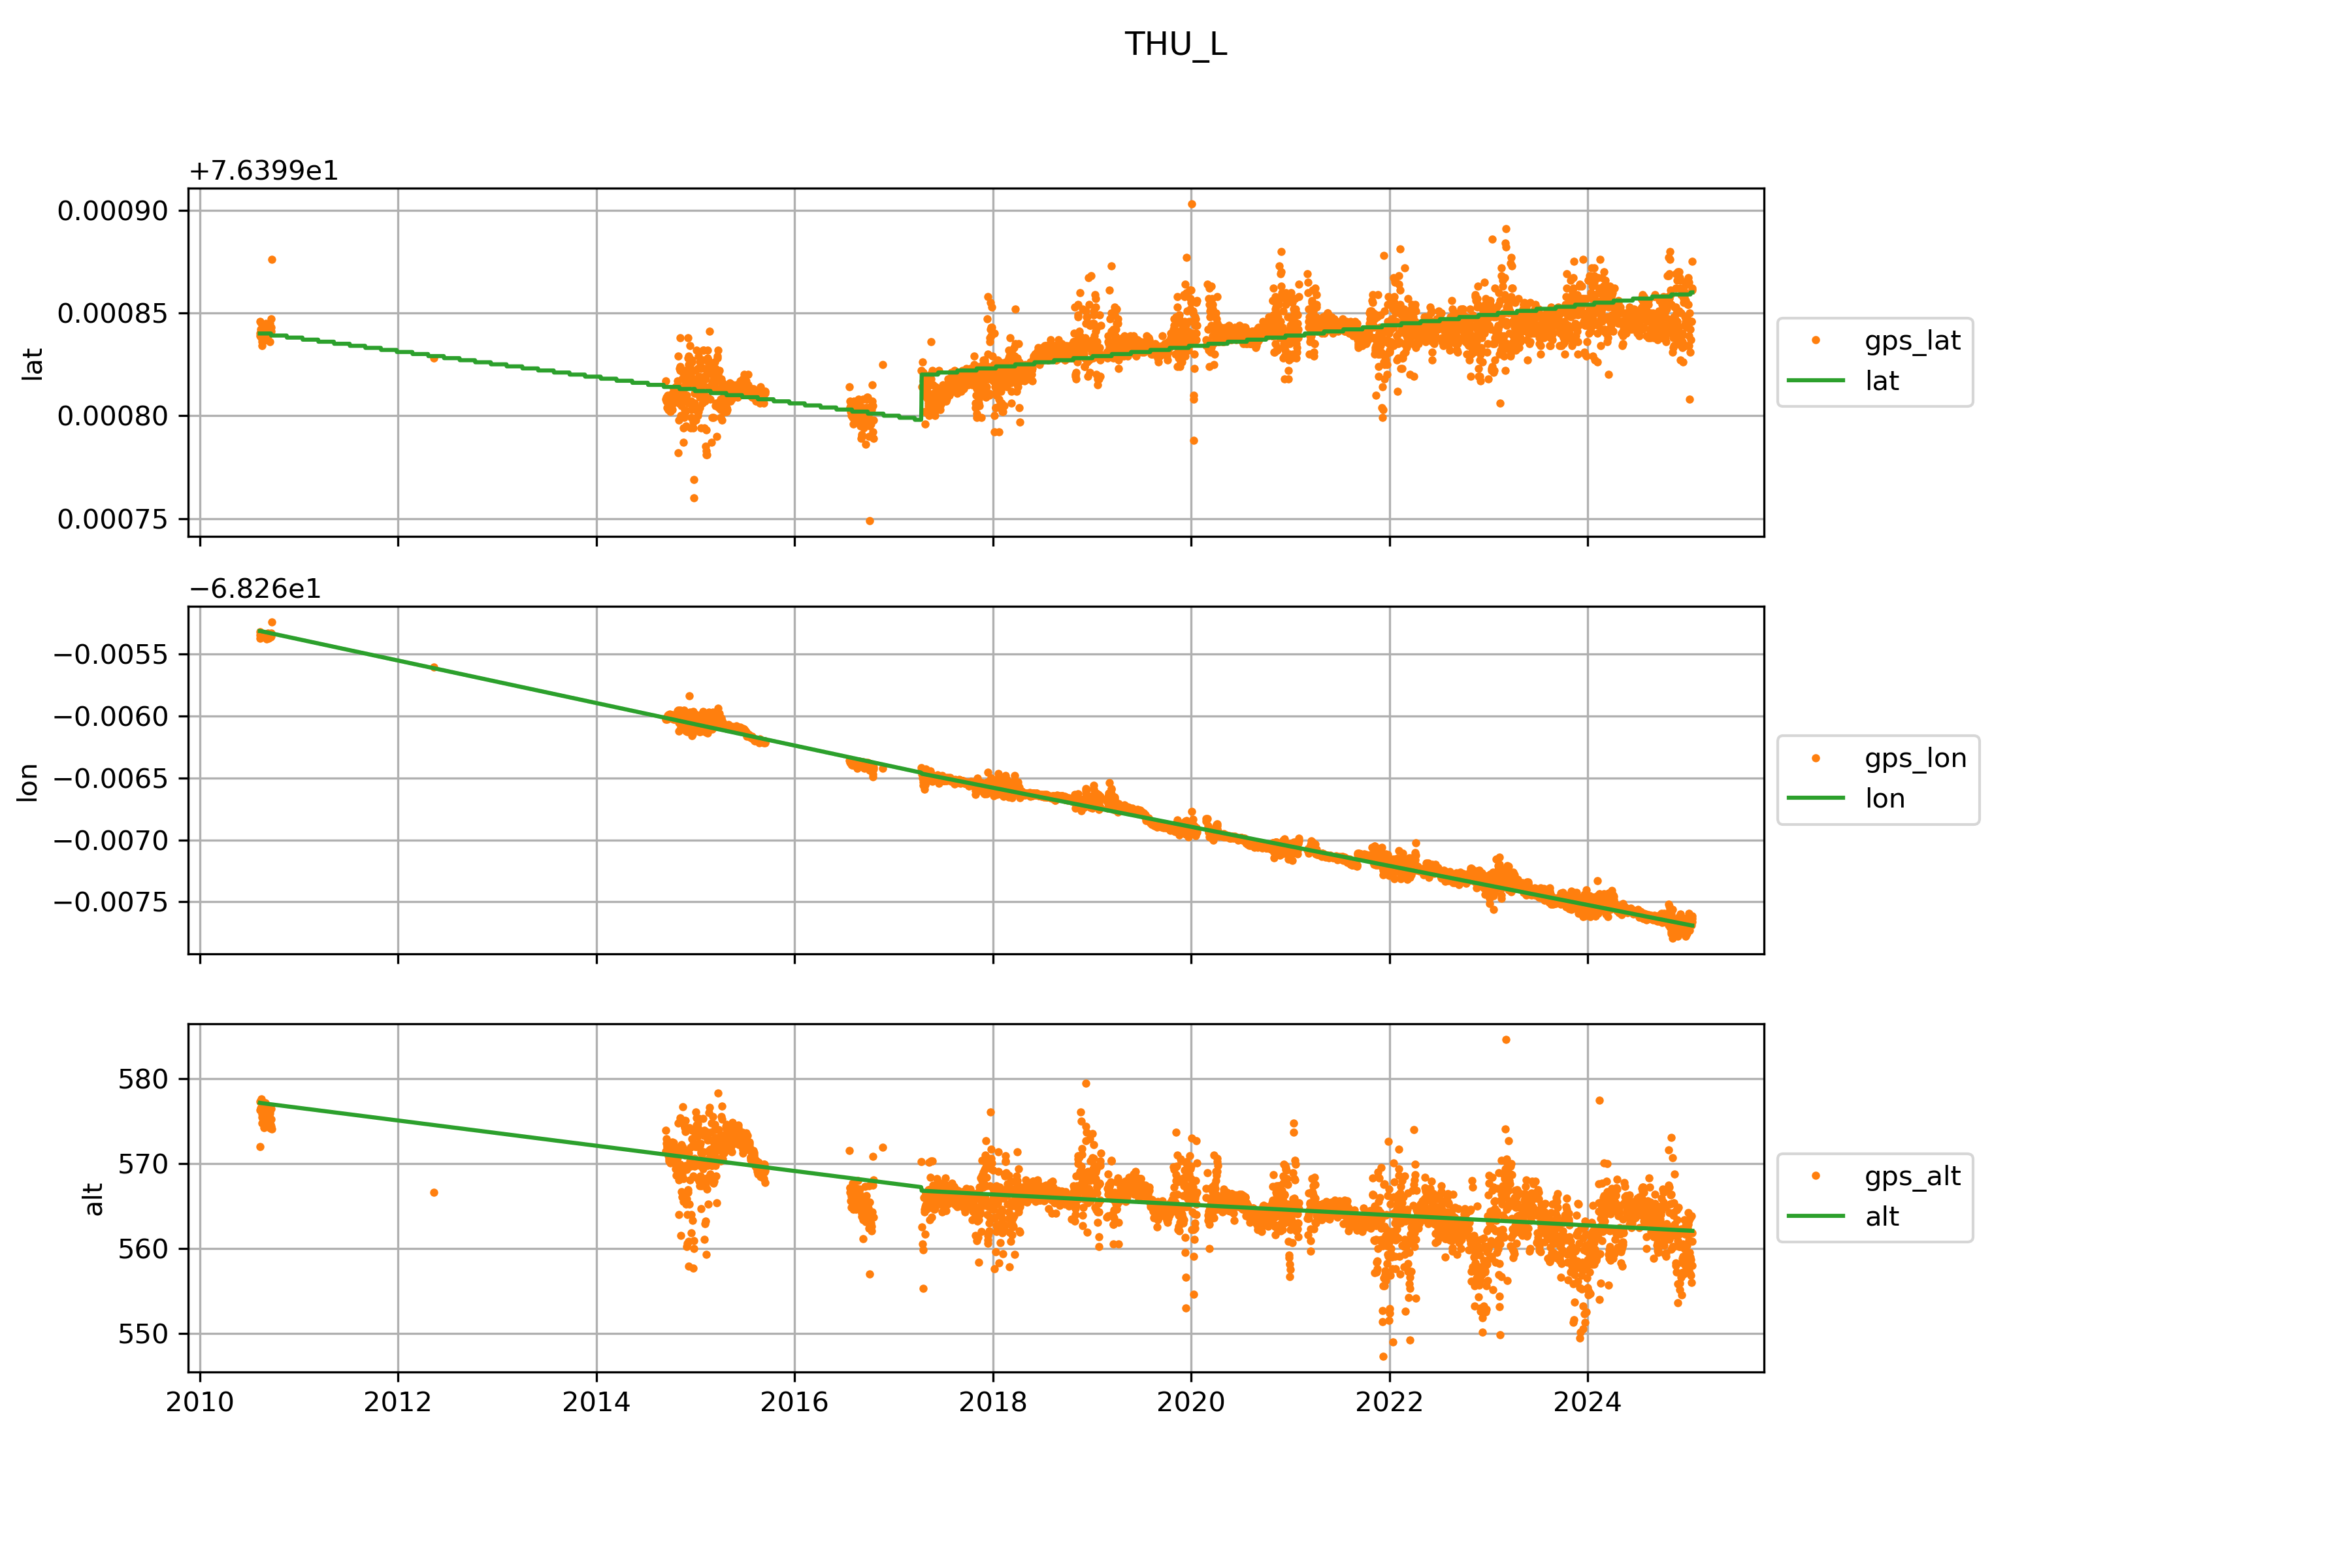 THU_L
+7.6399e1
0.00090
0.00085
0.00080
0.00075
lat
gps_lat
lat
−6.826e1
−0.0055
−0.0060
−0.0065
−0.0070
−0.0075
lon
gps_lon
lon
580
570
560
550
alt
gps_alt
alt
2010 2012 2014 2016 2018 2020 2022 2024